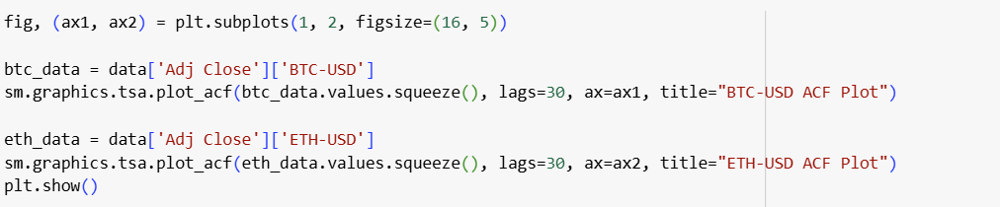 fig, (ax1, ax2) = plt.subplots(1, 2, figsize=(16, 5))
btc_data = data['Adj Close']['BTC-USD']
sm.graphics.tsa.plot_acf(btc_data.values.squeeze(), lags=30, ax=ax1, title="BTC-USD ACF Plot")
eth_data = data['Adj Close']['ETH-USD']
sm.graphics.tsa.plot_acf(eth_data.values.squeeze(), lags=30, ax=ax2, title="ETH-USD ACF Plot")
plt.show()